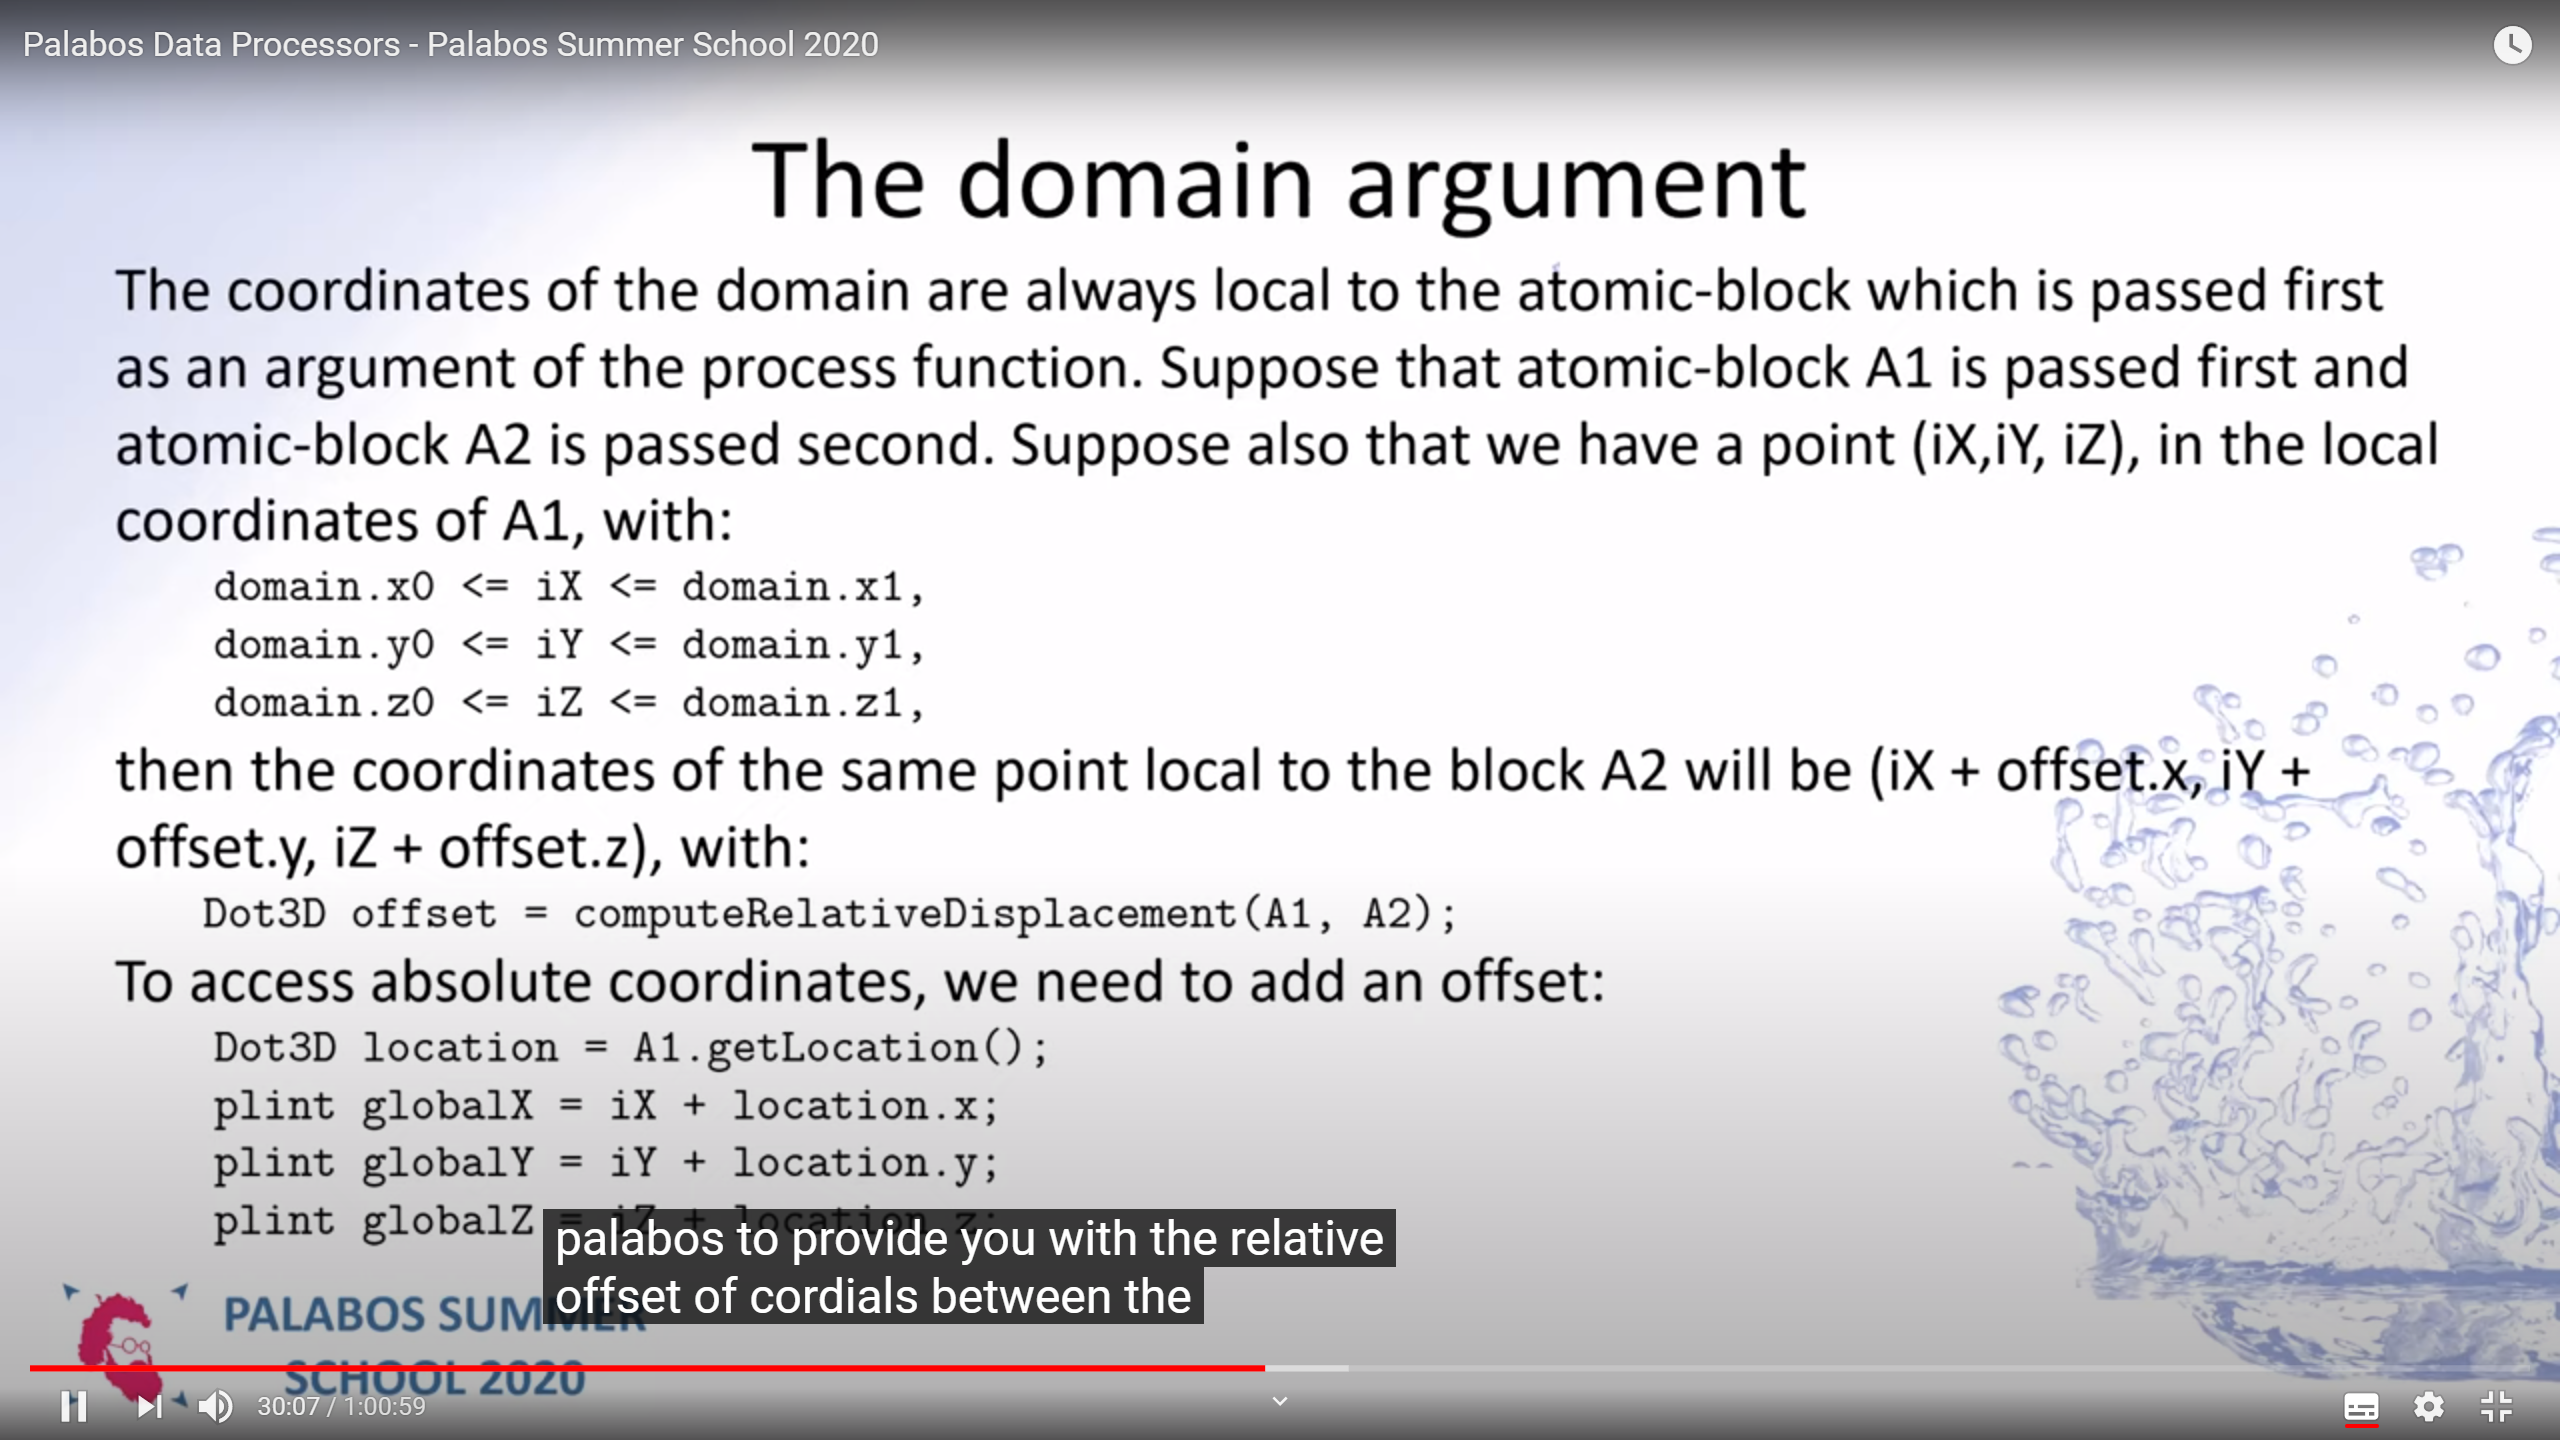 Palabos Data Processors - Palabos Summer School 2020
The domain argument
The coordinates of the domain are always local to the atomic-block which is passed first
as an argument of the process function. Suppose that atomic-block A1 is passed first and
atomic-block A2 is passed second. Suppose also that we have a point (iX,iY, iZ), in the local
coordinates of A1, with:
domain.x0 <= iX <= domain.x1,
domain.y0 <= iY <= domain.y1,
domain.z0 <= iZ <= domain.z1,
then the coordinates of the same point local to the block A2 will be (iX + offset.x, iY +
offset.y, iZ + offset.z), with:
Dot3D offset = computeRelativeDisplacement(A1, A2);
To access absolute coordinates, we need to add an offset:
Dot3D location = A1.getLocation();
plint globalX = iX + location.x;
plint globalY = iY + location.y;
plint globalZ = iZ + location.z;
palabos to provide you with the relative
offset of cordials between the
PALABOS SUMMER
SCHOOL 2020
30:07 / 1:00:59